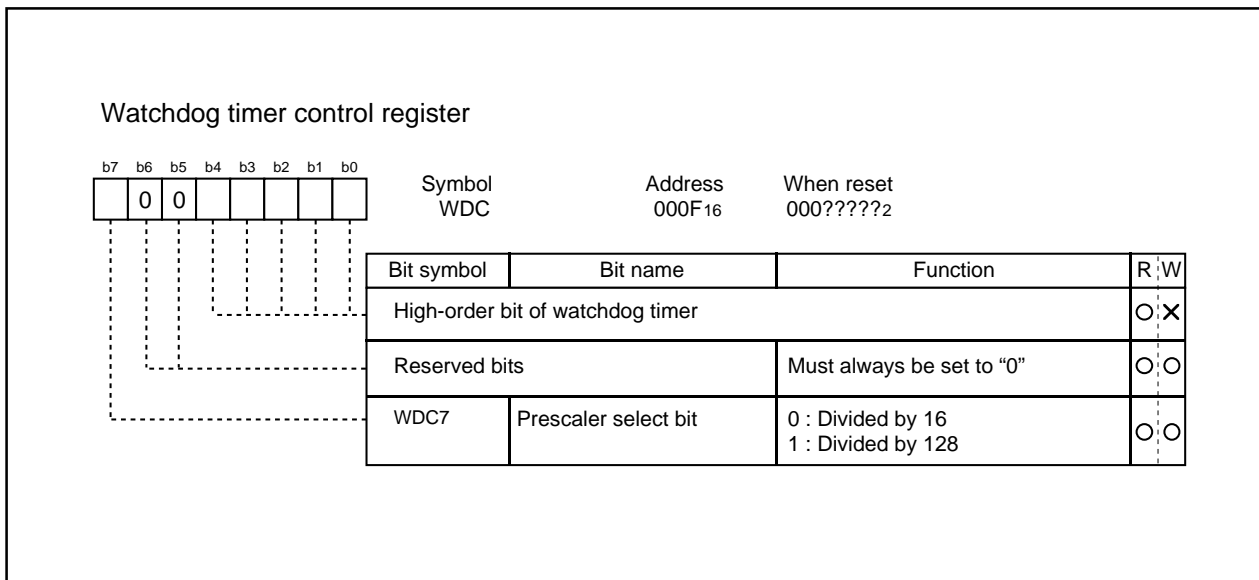 Watchdog timer control register
b7 b6 b5 b4 b3 b2 b1 b0
0 0
Symbol Address When reset
WDC 000F16 000?????2
Bit symbol Bit name Function R W
High-order bit of watchdog timer
Reserved bits Must always be set to “0”
WDC7 Prescaler select bit 0 : Divided by 16
1 : Divided by 128